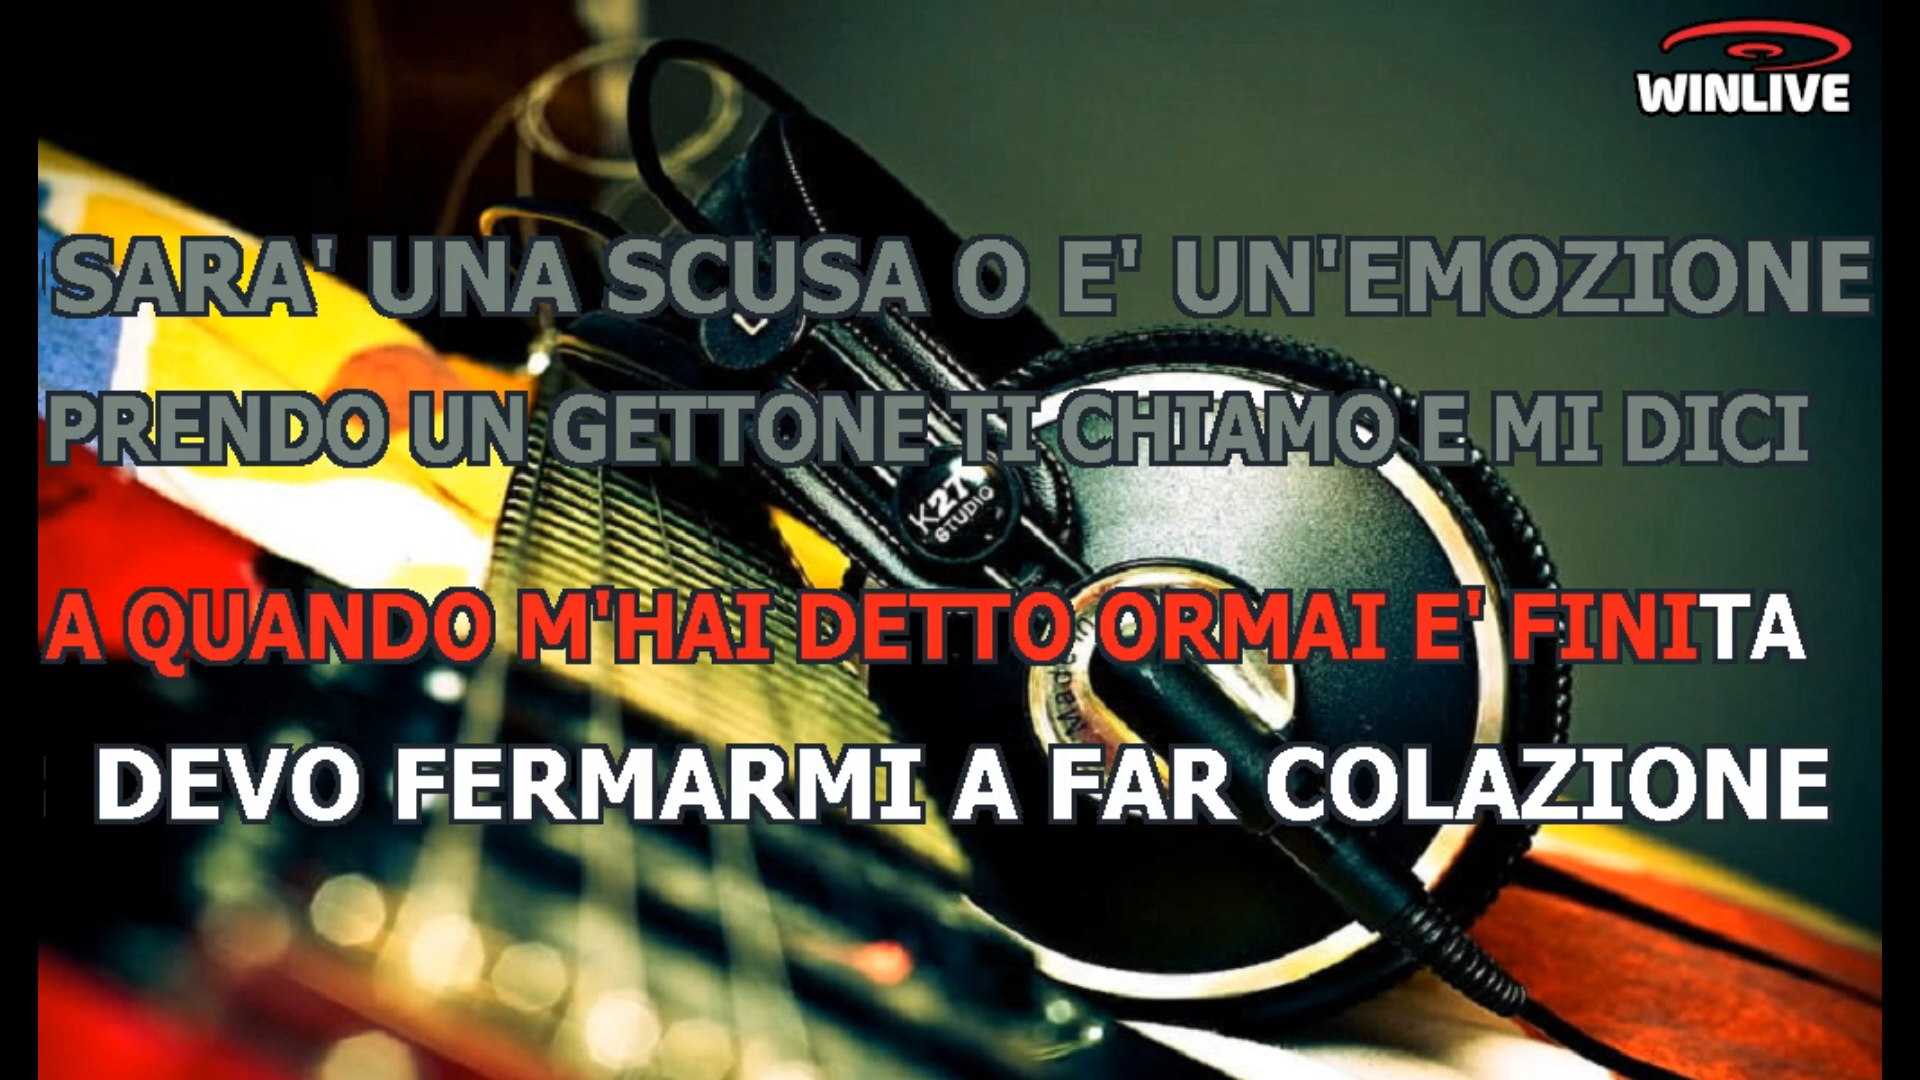 WINLIVE
SARA' UNA SCUSA O E' UN'EMOZIONE
PRENDO UN GETTONE TI CHIAMO E MI DICI
K27
STUDIO
A QUANDO M'HAI DETTO ORMAI E' FINITA
DEVO FERMARMI A FAR COLAZIONE